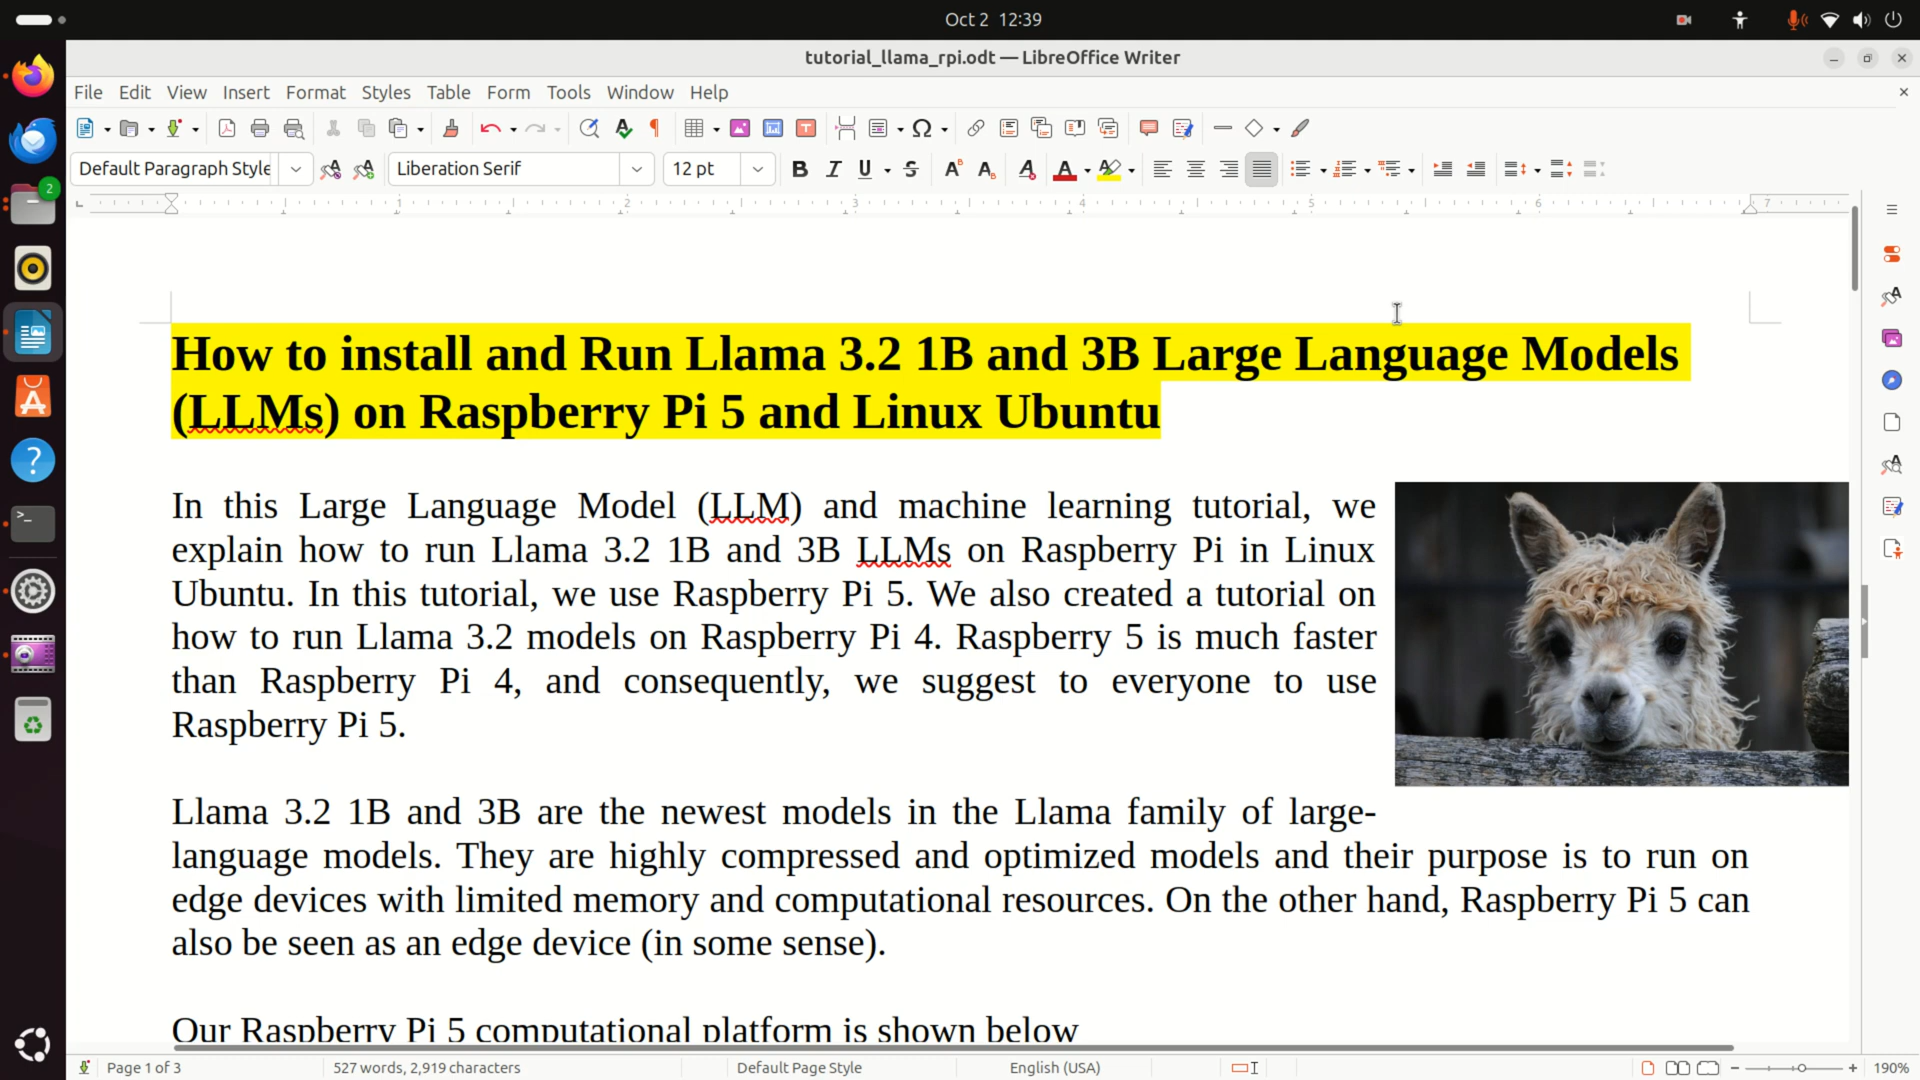 Oct 2 12:39
tutorial_llama_rpi.odt — LibreOffice Writer
File Edit View Insert Format Styles Table Form Tools Window Help
Default Paragraph Style Liberation Serif 12 pt
1 2 3 4 5 6 7
How to install and Run Llama 3.2 1B and 3B Large Language Models
(LLMs) on Raspberry Pi 5 and Linux Ubuntu
In this Large Language Model (LLM) and machine learning tutorial, we
explain how to run Llama 3.2 1B and 3B LLMs on Raspberry Pi in Linux
Ubuntu. In this tutorial, we use Raspberry Pi 5. We also created a tutorial on
how to run Llama 3.2 models on Raspberry Pi 4. Raspberry 5 is much faster
than Raspberry Pi 4, and consequently, we suggest to everyone to use
Raspberry Pi 5.
Llama 3.2 1B and 3B are the newest models in the Llama family of large-
language models. They are highly compressed and optimized models and their purpose is to run on
edge devices with limited memory and computational resources. On the other hand, Raspberry Pi 5 can
also be seen as an edge device (in some sense).
Our Raspberry Pi 5 computational platform is shown below
Page 1 of 3 527 words, 2,919 characters Default Page Style English (USA) 190%
2